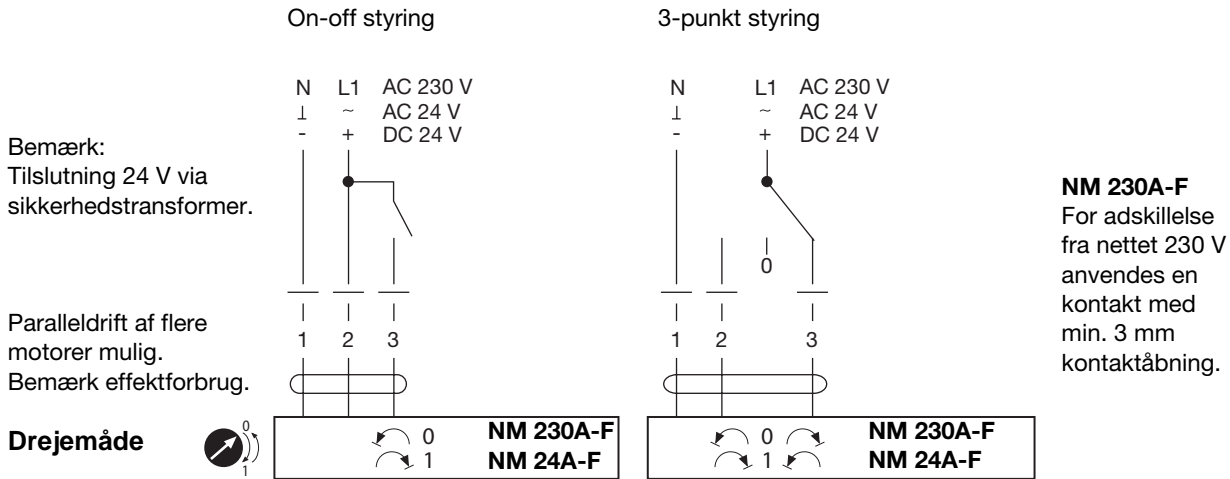 On-off styring
3-punkt styring
N L1 AC 230 V
⊥ ~ AC 24 V
- + DC 24 V
N L1 AC 230 V
⊥ ~ AC 24 V
- + DC 24 V
Bemærk:
Tilslutning 24 V via
sikkerhedstransformer.
NM 230A-F
For adskillelse
fra nettet 230 V
anvendes en
kontakt med
min. 3 mm
kontaktåbning.
0
Paralleldrift af flere
motorer mulig.
Bemærk effektforbrug.
1 2 3
1 2 3
Drejemåde
0
1
0 NM 230A-F
1 NM 24A-F
0 NM 230A-F
1 NM 24A-F